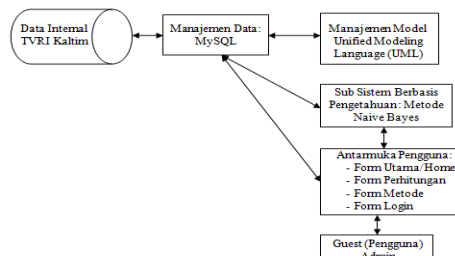 Data Internal
TVRI Kaltim
Manajemen Data:
MySQL
Manajemen Model
Unified Modeling
Language (UML)
Sub Sistem Berbasis
Pengetahuan: Metode
Naive Bayes
Antarmuka Pengguna:
- Form Utama/Home
- Form Perhitungan
- Form Metode
- Form Login
Guest (Pengguna)
Admin